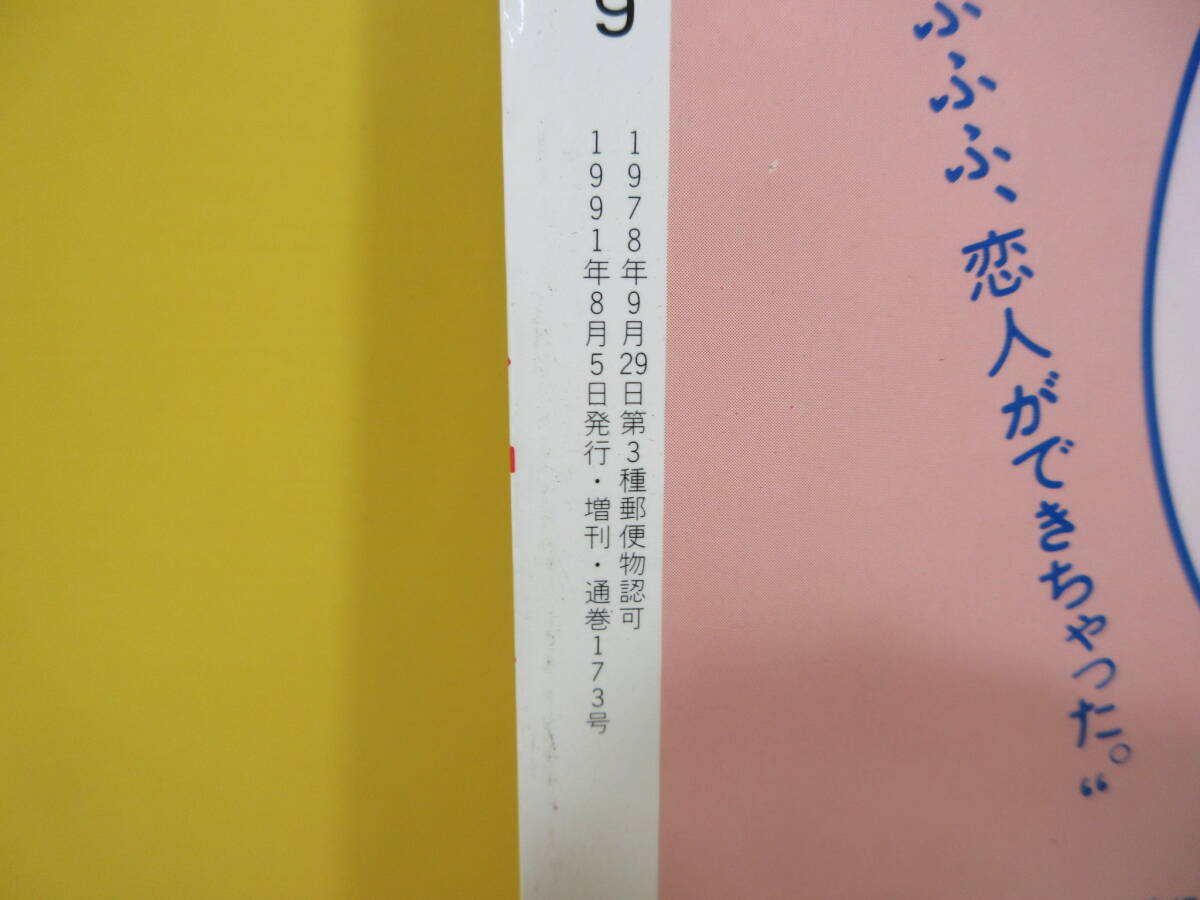 ふふふ、恋人ができちゃった。“
9
1978年9月29日第3種郵便物認可
1991年8月5日発行・増刊・通巻173号